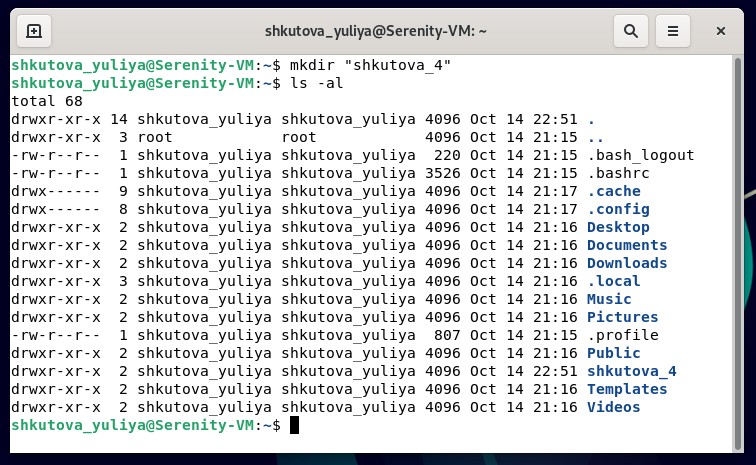 shkutova_yuliya@Serenity-VM: ~
shkutova_yuliya@Serenity-VM:~$ mkdir "shkutova_4"
shkutova_yuliya@Serenity-VM:~$ ls -al
total 68
drwxr-xr-x 14 shkutova_yuliya shkutova_yuliya 4096 Oct 14 22:51 .
drwxr-xr-x  3 root            root            4096 Oct 14 21:15 ..
-rw-r--r--  1 shkutova_yuliya shkutova_yuliya  220 Oct 14 21:15 .bash_logout
-rw-r--r--  1 shkutova_yuliya shkutova_yuliya 3526 Oct 14 21:15 .bashrc
drwx------  9 shkutova_yuliya shkutova_yuliya 4096 Oct 14 21:17 .cache
drwx------  8 shkutova_yuliya shkutova_yuliya 4096 Oct 14 21:17 .config
drwxr-xr-x  2 shkutova_yuliya shkutova_yuliya 4096 Oct 14 21:16 Desktop
drwxr-xr-x  2 shkutova_yuliya shkutova_yuliya 4096 Oct 14 21:16 Documents
drwxr-xr-x  2 shkutova_yuliya shkutova_yuliya 4096 Oct 14 21:16 Downloads
drwxr-xr-x  3 shkutova_yuliya shkutova_yuliya 4096 Oct 14 21:16 .local
drwxr-xr-x  2 shkutova_yuliya shkutova_yuliya 4096 Oct 14 21:16 Music
drwxr-xr-x  2 shkutova_yuliya shkutova_yuliya 4096 Oct 14 21:16 Pictures
-rw-r--r--  1 shkutova_yuliya shkutova_yuliya  807 Oct 14 21:15 .profile
drwxr-xr-x  2 shkutova_yuliya shkutova_yuliya 4096 Oct 14 21:16 Public
drwxr-xr-x  2 shkutova_yuliya shkutova_yuliya 4096 Oct 14 22:51 shkutova_4
drwxr-xr-x  2 shkutova_yuliya shkutova_yuliya 4096 Oct 14 21:16 Templates
drwxr-xr-x  2 shkutova_yuliya shkutova_yuliya 4096 Oct 14 21:16 Videos
shkutova_yuliya@Serenity-VM:~$